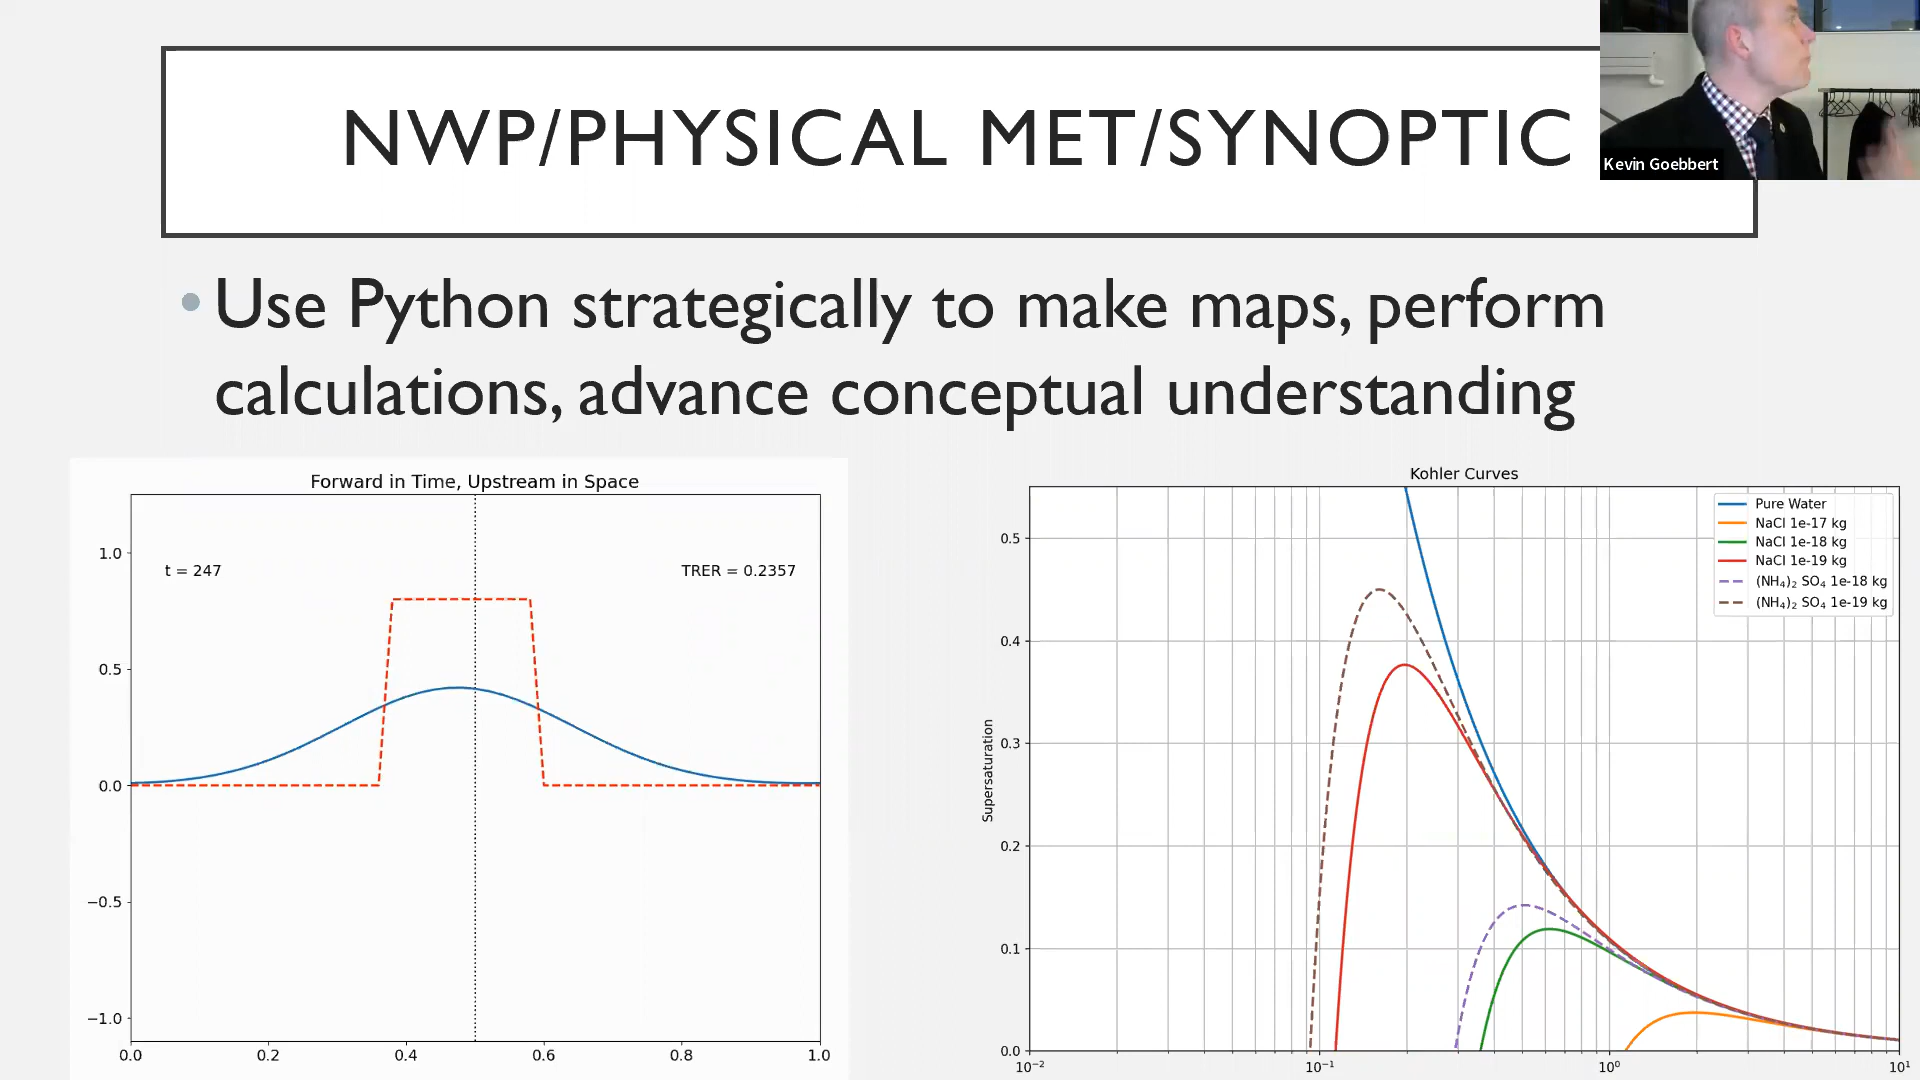 NWP/PHYSICAL MET/SYNOPTIC
Kevin Goebbert
• Use Python strategically to make maps, perform
calculations, advance conceptual understanding
Forward in Time, Upstream in Space
t = 247
TRER = 0.2357
1.0
0.5
0.0
−0.5
−1.0
0.0 0.2 0.4 0.6 0.8 1.0
Kohler Curves
Pure Water
NaCl 1e-17 kg
NaCl 1e-18 kg
NaCl 1e-19 kg
(NH₄)₂ SO₄ 1e-18 kg
(NH₄)₂ SO₄ 1e-19 kg
Supersaturation
0.5
0.4
0.3
0.2
0.1
0.0
10⁻² 10⁻¹ 10⁰ 10¹